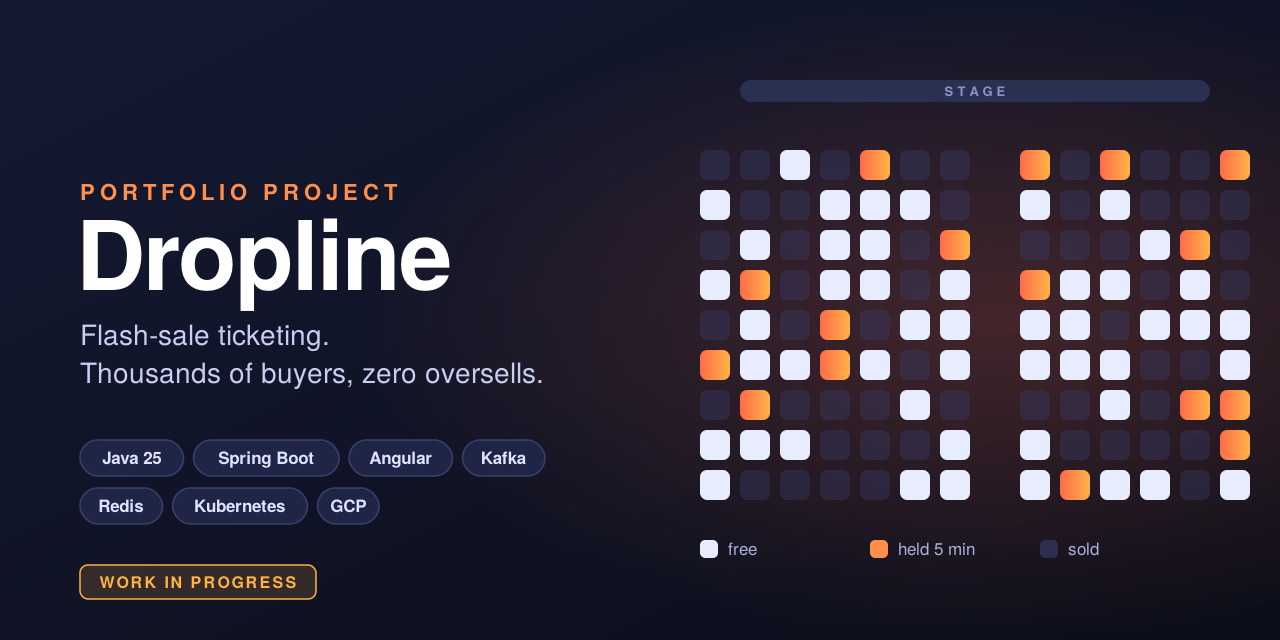 PORTFOLIO PROJECT
Dropline
Flash-sale ticketing.
Thousands of buyers, zero oversells.
Java 25 Spring Boot Angular Kafka
Redis Kubernetes GCP
WORK IN PROGRESS
STAGE
free held 5 min sold